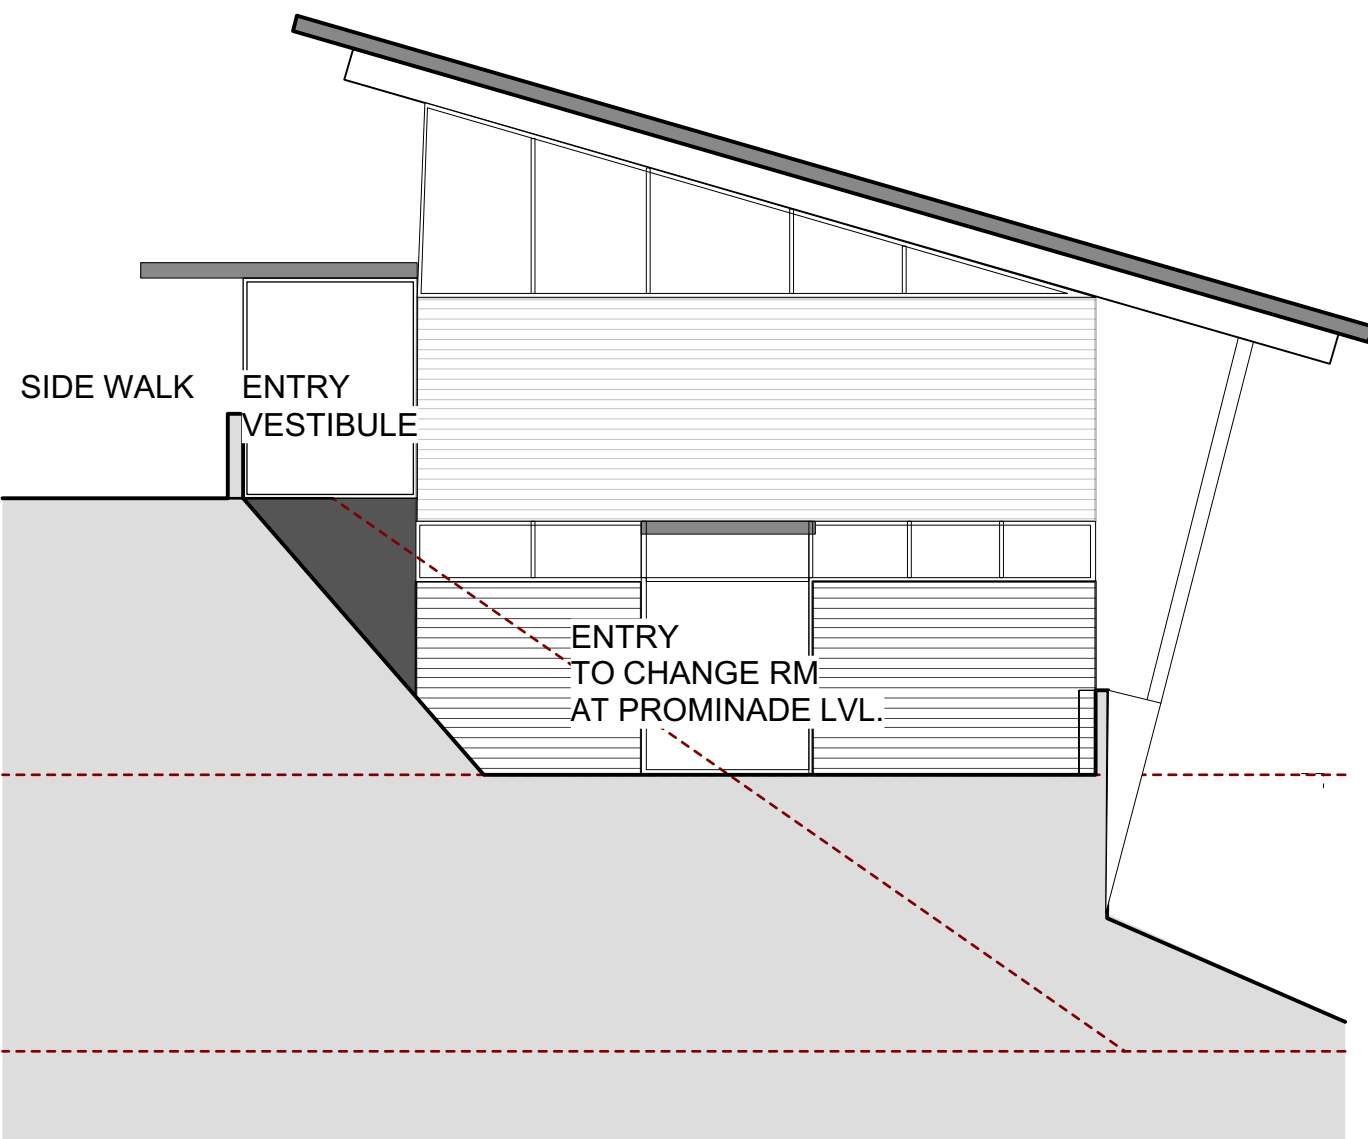 SIDE WALK
ENTRY
VESTIBULE
ENTRY
TO CHANGE RM
AT PROMINADE LVL.